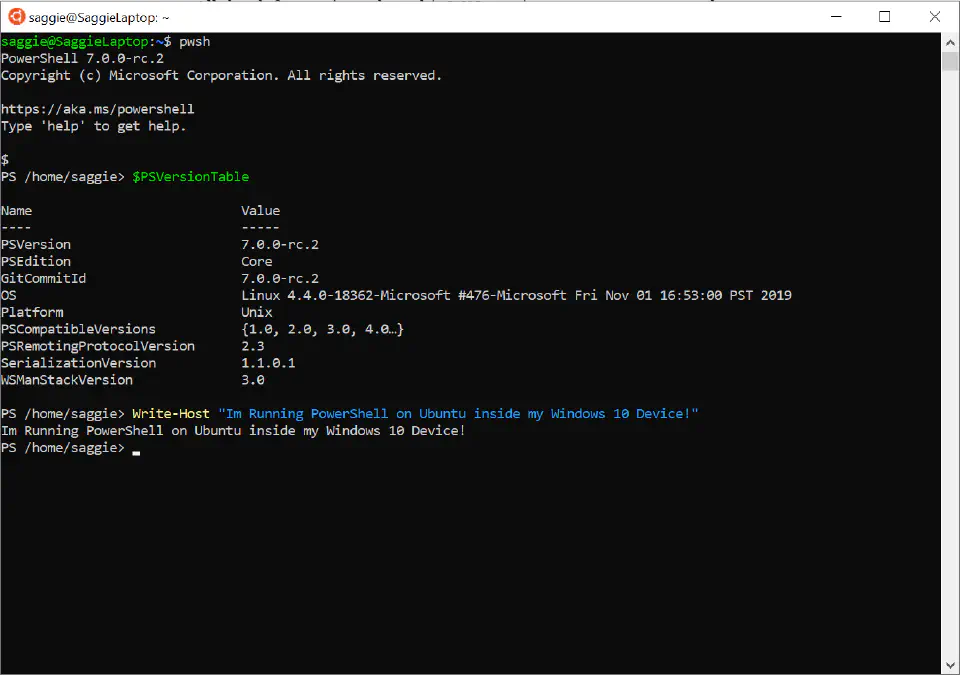 saggie@SaggieLaptop: ~
saggie@SaggieLaptop:~$ pwsh
PowerShell 7.0.0-rc.2
Copyright (c) Microsoft Corporation. All rights reserved.
https://aka.ms/powershell
Type 'help' to get help.
$
PS /home/saggie> $PSVersionTable
Name Value
---- -----
PSVersion 7.0.0-rc.2
PSEdition Core
GitCommitId 7.0.0-rc.2
OS Linux 4.4.0-18362-Microsoft #476-Microsoft Fri Nov 01 16:53:00 PST 2019
Platform Unix
PSCompatibleVersions {1.0, 2.0, 3.0, 4.0…}
PSRemotingProtocolVersion 2.3
SerializationVersion 1.1.0.1
WSManStackVersion 3.0
PS /home/saggie> Write-Host "Im Running PowerShell on Ubuntu inside my Windows 10 Device!"
Im Running PowerShell on Ubuntu inside my Windows 10 Device!
PS /home/saggie>